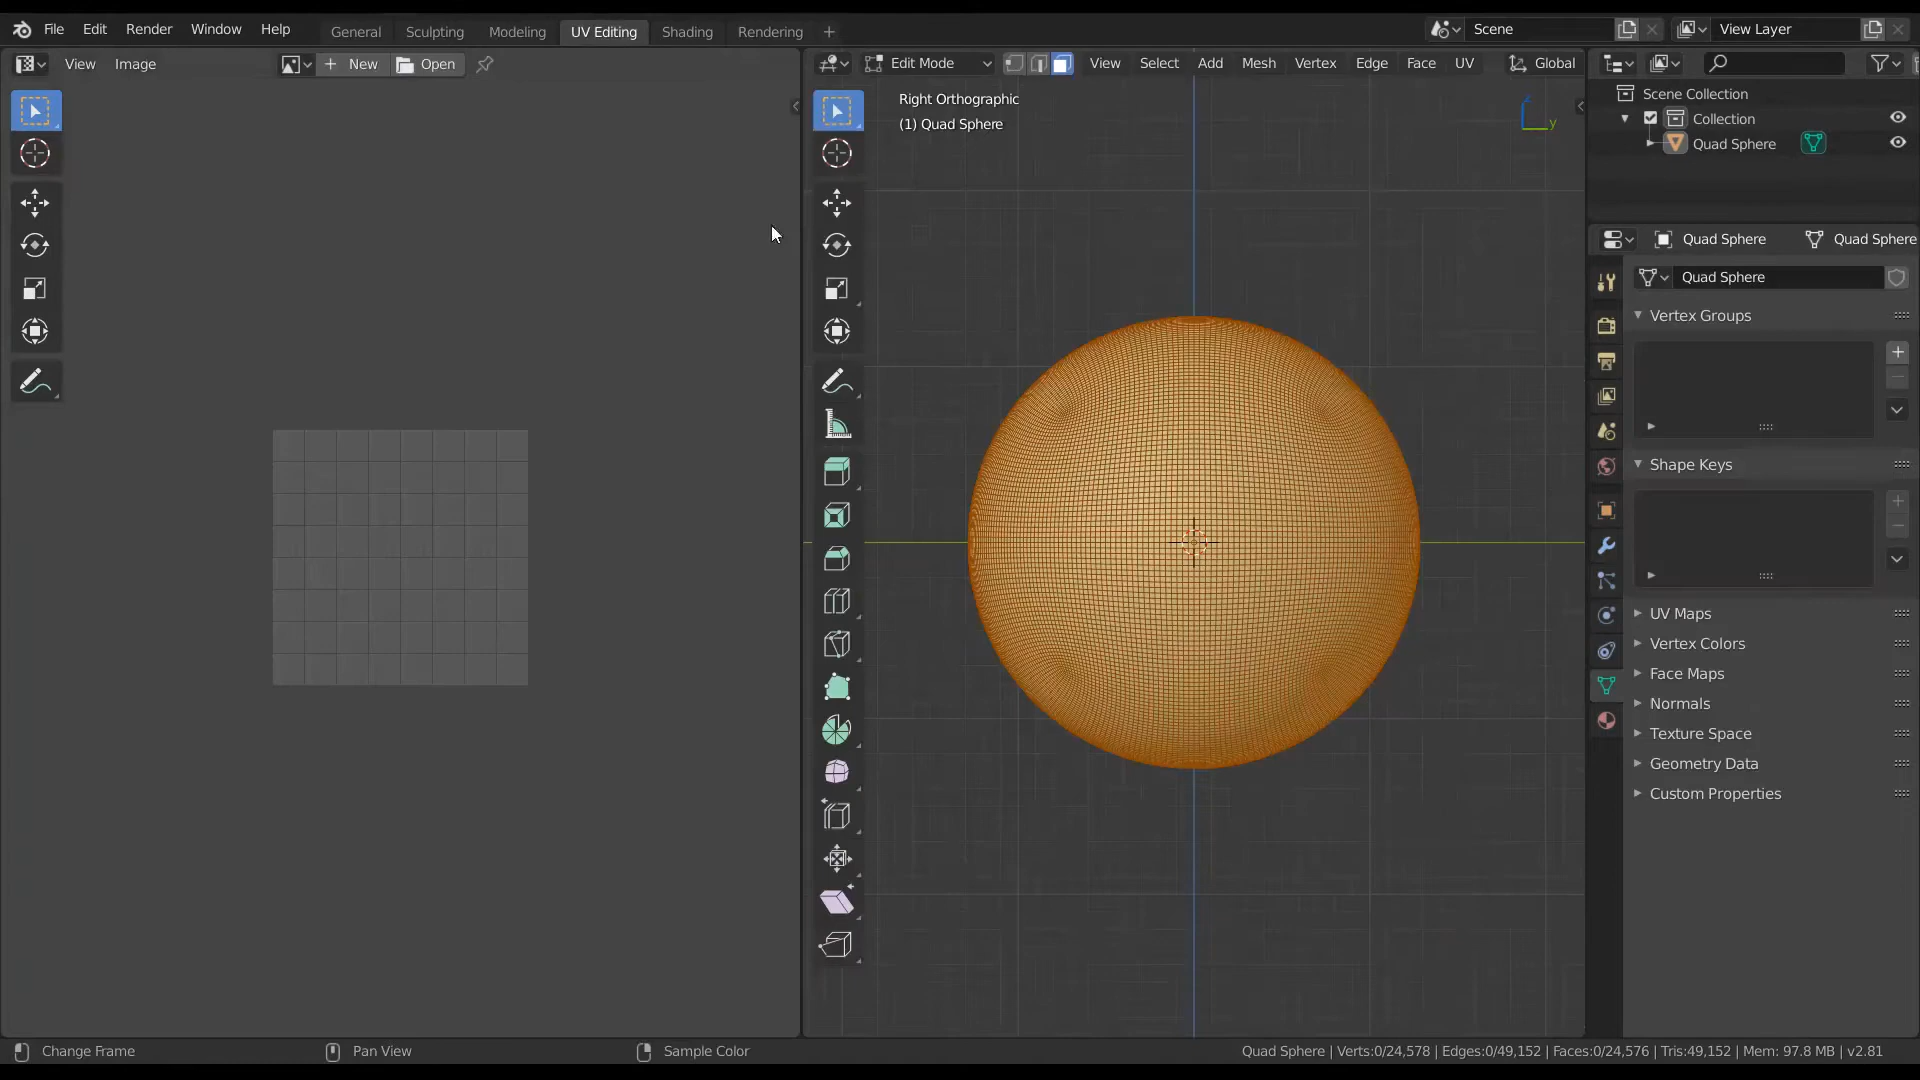 File Edit Render Window Help General Sculpting Modeling UV Editing Shading Rendering + Scene View Layer
View Image + New Open Edit Mode View Select Add Mesh Vertex Edge Face UV Global
Right Orthographic
(1) Quad Sphere
z
y
Scene Collection
Collection
Quad Sphere
Quad Sphere Quad Sphere
Quad Sphere
Vertex Groups
Shape Keys
UV Maps
Vertex Colors
Face Maps
Normals
Texture Space
Geometry Data
Custom Properties
Change Frame Pan View Sample Color Quad Sphere | Verts:0/24,578 | Edges:0/49,152 | Faces:0/24,576 | Tris:49,152 | Mem: 97.8 MB | v2.81